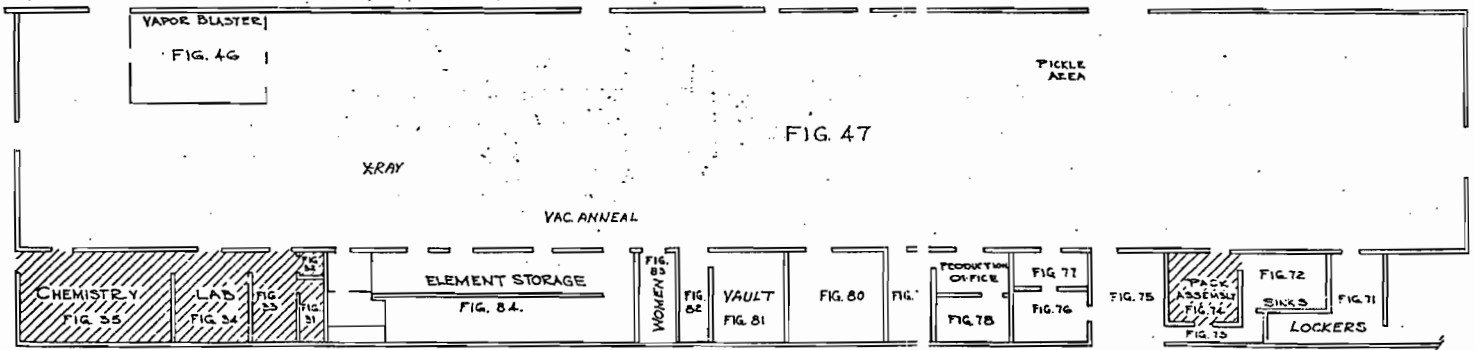 VAPOR BLASTER
FIG. 46
PICKLE
AREA
FIG. 47
X-RAY
VAC. ANNEAL
CHEMISTRY
FIG. 35
LAB
FIG. 34
FIG.
33
FIG.
32
FIG.
31
ELEMENT STORAGE
FIG. 84.
FIG.
83
WOMEN
FIG.
82
VAULT
FIG. 81
FIG. 80
FIG.
PRODUCTION
OFFICE
FIG. 78
FIG. 77
FIG. 76
FIG. 75
PACK
ASSEMBLY
FIG. 74
FIG. 73
FIG. 72
SINKS
FIG. 71
LOCKERS